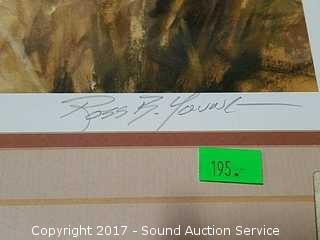 Ross B. Young
195.-
Copyright 2017 - Sound Auction Service